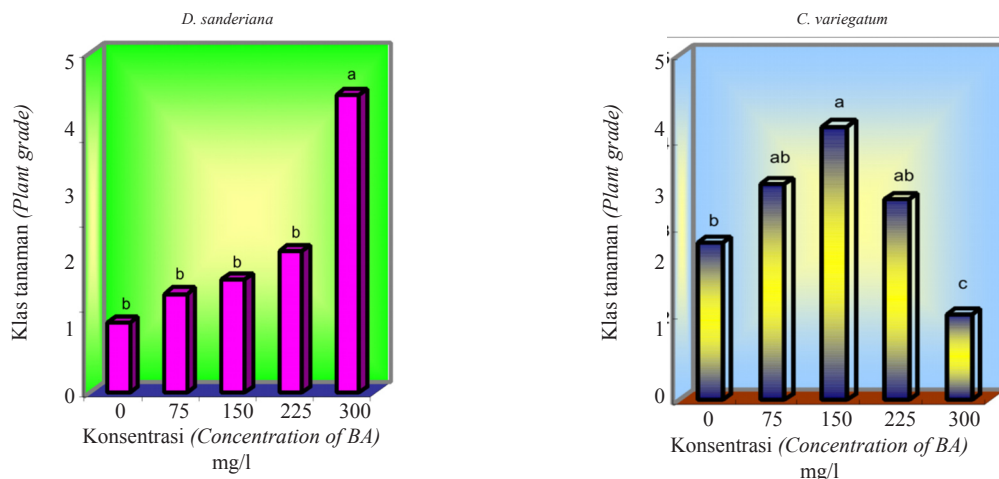 D. sanderiana
Klas tanaman (Plant grade)
5
4
3
2
1
0
b
b
b
b
a
0 75 150 225 300
Konsentrasi (Concentration of BA)
mg/l
C. variegatum
Klas tanaman (Plant grade)
5
4
3
2
1
0
b
ab
a
ab
c
0 75 150 225 300
Konsentrasi (Concentration of BA)
mg/l